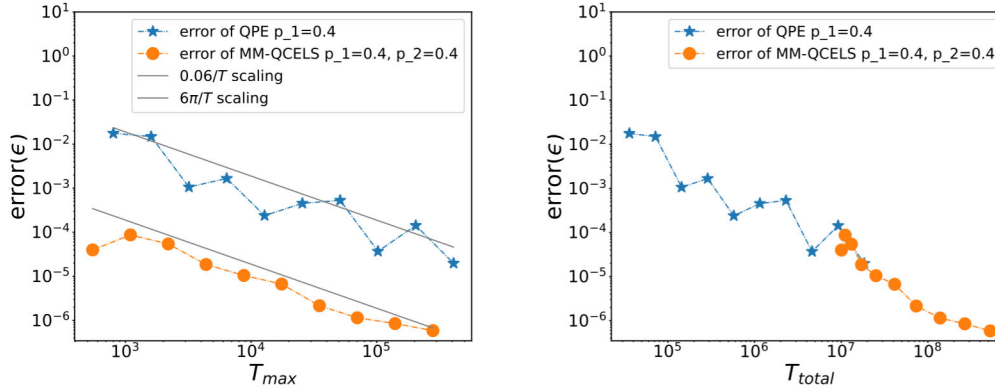 10^1
10^0
10^-1
10^-2
10^-3
10^-4
10^-5
10^-6
error(ϵ)
error of QPE p_1=0.4
error of MM-QCELS p_1=0.4, p_2=0.4
0.06/T scaling
6π/T scaling
10^3
10^4
10^5
T_max
10^1
10^0
10^-1
10^-2
10^-3
10^-4
10^-5
10^-6
error(ϵ)
error of QPE p_1=0.4
error of MM-QCELS p_1=0.4, p_2=0.4
10^5
10^6
10^7
10^8
T_total